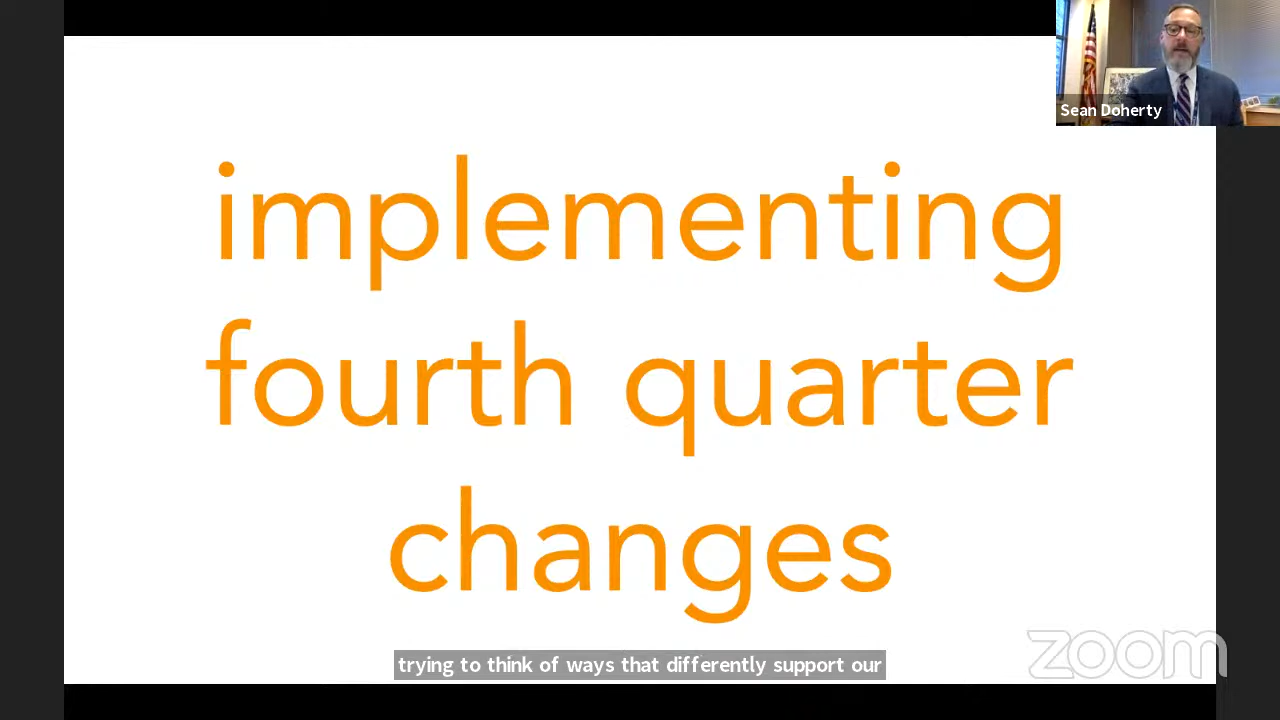 Sean Doherty
implementing
fourth quarter
changes
trying to think of ways that differently support our
zoom